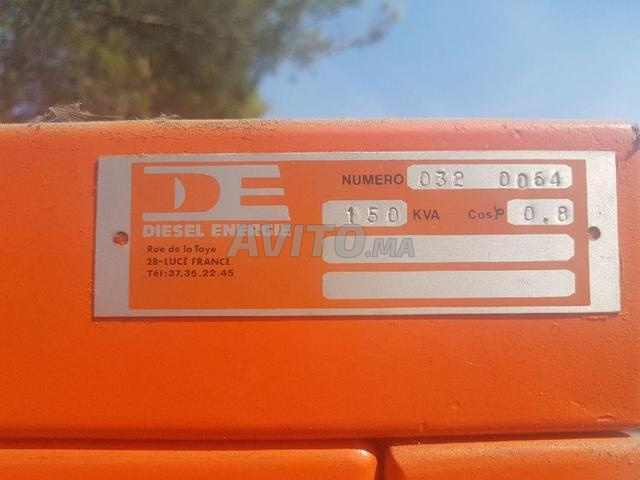 DE
DIESEL ENERGIE
Rue de la Taye
28-LUCÉ FRANCE
Tél:37.35.22.45
NUMERO 032 0064
150 KVA Cosφ 0.8
AVITO.MA